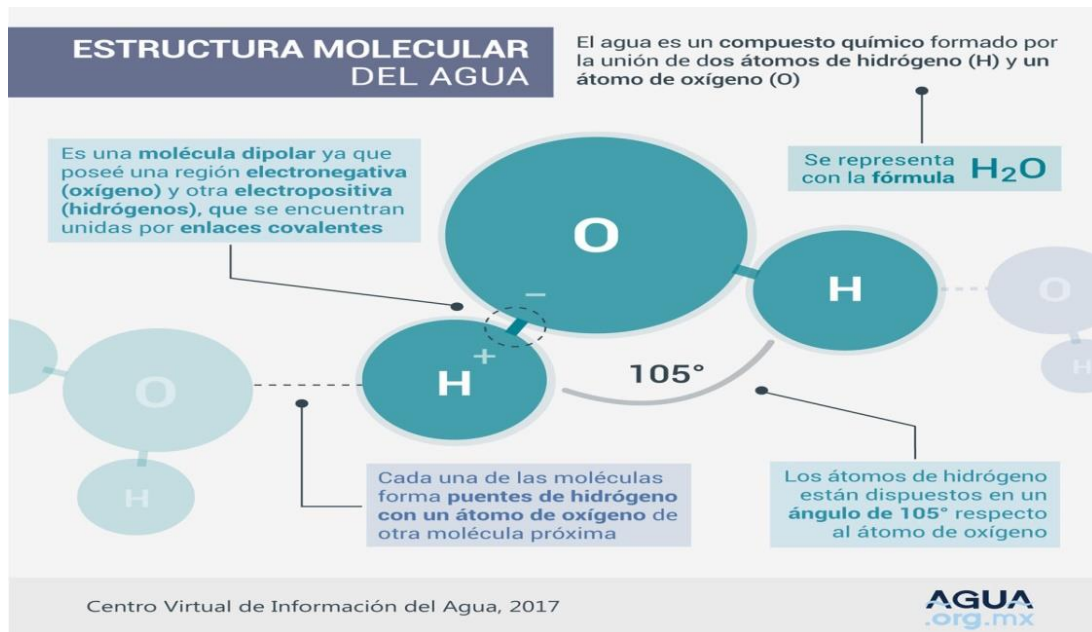 ESTRUCTURA MOLECULAR
DEL AGUA
El agua es un compuesto químico formado por
la unión de dos átomos de hidrógeno (H) y un
átomo de oxígeno (O)
Es una molécula dipolar ya que
poseé una región electronegativa
(oxígeno) y otra electropositiva
(hidrógenos), que se encuentran
unidas por enlaces covalentes
Se representa
con la fórmula H₂O
O
H
O
H
−
+
H
105°
O
H
Cada una de las moléculas
forma puentes de hidrógeno
con un átomo de oxígeno de
otra molécula próxima
Los átomos de hidrógeno
están dispuestos en un
ángulo de 105° respecto
al átomo de oxígeno
Centro Virtual de Información del Agua, 2017
AGUA
.org.mx